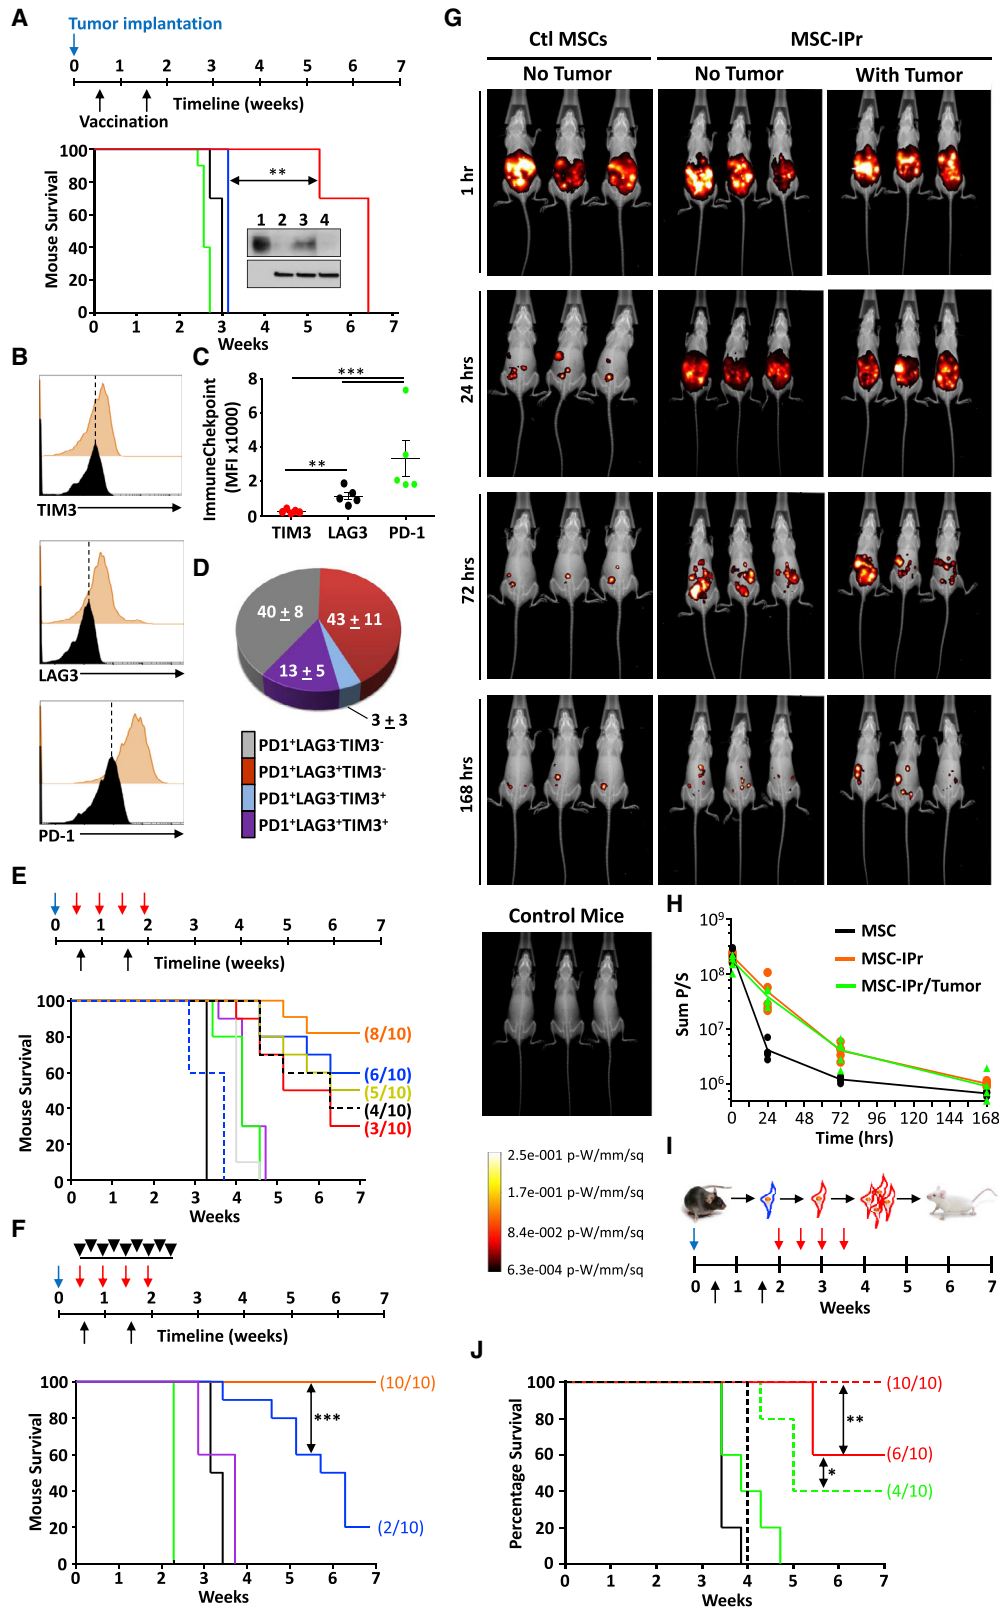 A
Tumor implantation
0 1 2 3 4 5 6 7
Timeline (weeks)
Vaccination
Mouse Survival
100
80
60
40
20
0
**
1 2 3 4
0 1 2 3 4 5 6 7
Weeks
B
TIM3
LAG3
PD-1
C
ImmuneChekpoint
(MFI x1000)
8
6
4
2
0
***
**
TIM3 LAG3 PD-1
D
40 ± 8
43 ± 11
13 ± 5
3 ± 3
PD1+LAG3-TIM3-
PD1+LAG3+TIM3-
PD1+LAG3-TIM3+
PD1+LAG3+TIM3+
E
0 1 2 3 4 5 6 7
Timeline (weeks)
Mouse Survival
100
80
60
40
20
0
(8/10)
(6/10)
(5/10)
(4/10)
(3/10)
0 1 2 3 4 5 6 7
Weeks
F
0 1 2 3 4 5 6 7
Timeline (weeks)
Mouse Survival
100
80
60
40
20
0
(10/10)
***
(2/10)
0 1 2 3 4 5 6 7
Weeks
G
Ctl MSCs
MSC-IPr
No Tumor
No Tumor
With Tumor
1 hr
24 hrs
72 hrs
168 hrs
Control Mice
2.5e-001 p-W/mm/sq
1.7e-001 p-W/mm/sq
8.4e-002 p-W/mm/sq
6.3e-004 p-W/mm/sq
H
Sum P/S
10⁹
10⁸
10⁷
10⁶
MSC
MSC-IPr
MSC-IPr/Tumor
0 24 48 72 96 120 144 168
Time (hrs)
I
0 1 2 3 4 5 6 7
Weeks
J
Percentage Survival
100
80
60
40
20
0
(10/10)
**
(6/10)
*
(4/10)
0 1 2 3 4 5 6 7
Weeks